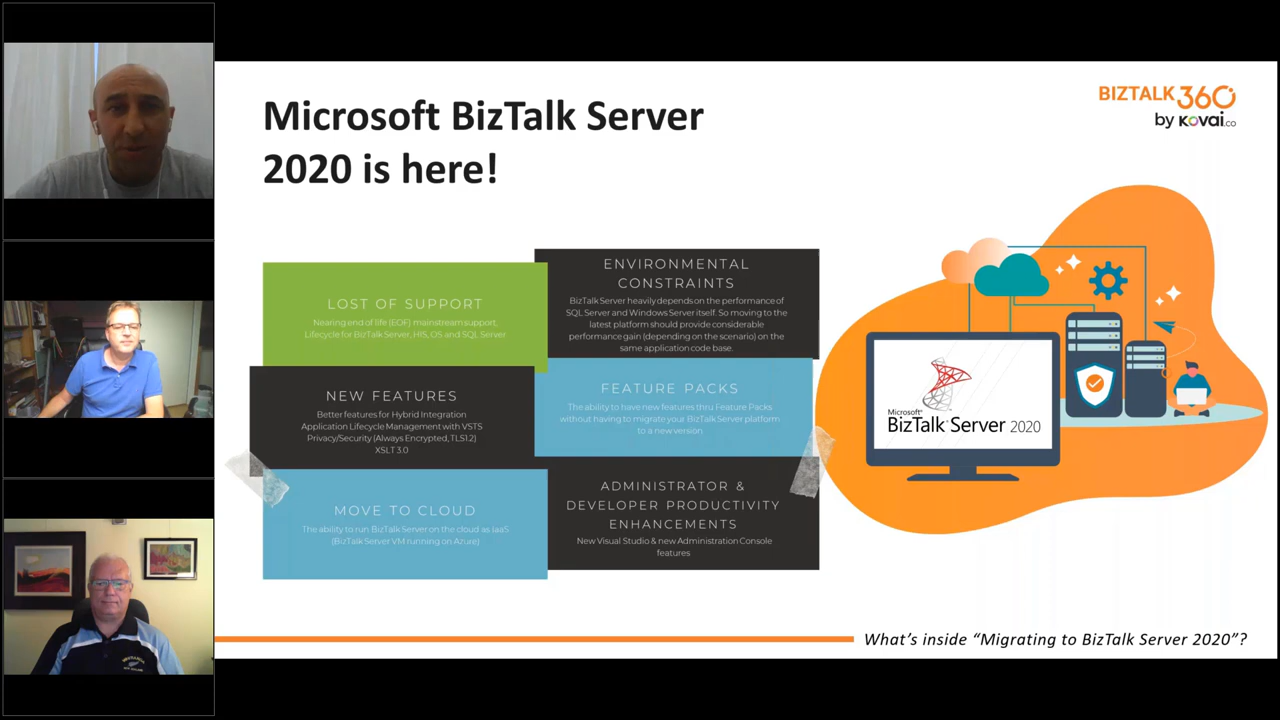 Microsoft BizTalk Server
2020 is here!
BIZTALK360
by kovai.co
LOST OF SUPPORT
Nearing end of life (EOF) mainstream support,
Lifecycle for BizTalk Server, HIS, OS and SQL Server
ENVIRONMENTAL
CONSTRAINTS
BizTalk Server heavily depends on the performance of
SQL Server and Windows Server itself. So moving to the
latest platform should provide considerable
performance gain (depending on the scenario) on the
same application code base.
NEW FEATURES
Better features for Hybrid Integration
Application Lifecycle Management with VSTS
Privacy/Security (Always Encrypted, TLS1.2)
XSLT 3.0
FEATURE PACKS
The ability to have new features thru Feature Packs
without having to migrate your BizTalk Server platform
to a new version.
MOVE TO CLOUD
The ability to run BizTalk Server on the cloud as IaaS
(BizTalk Server VM running on Azure)
ADMINISTRATOR &
DEVELOPER PRODUCTIVITY
ENHANCEMENTS
New Visual Studio & new Administration Console
features
Microsoft®
BizTalk Server 2020
What's inside “Migrating to BizTalk Server 2020”?